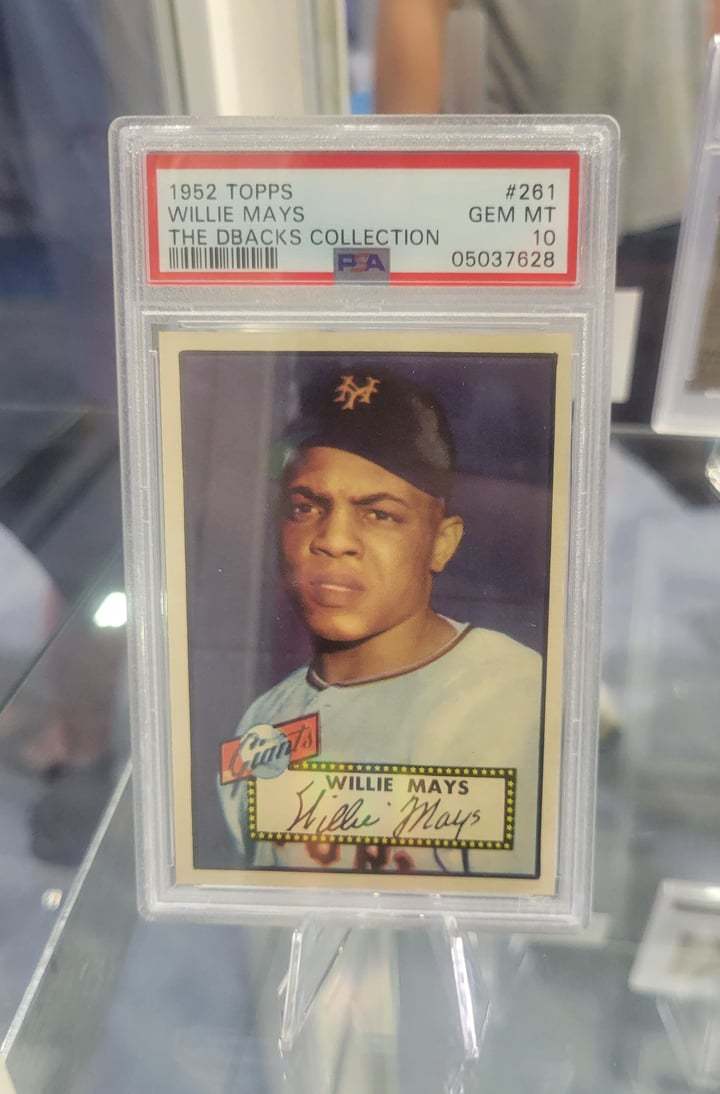 1952 TOPPS #261
WILLIE MAYS GEM MT
THE DBACKS COLLECTION 10
PSA 05037628
NY
Giants
WILLIE MAYS
Willie Mays